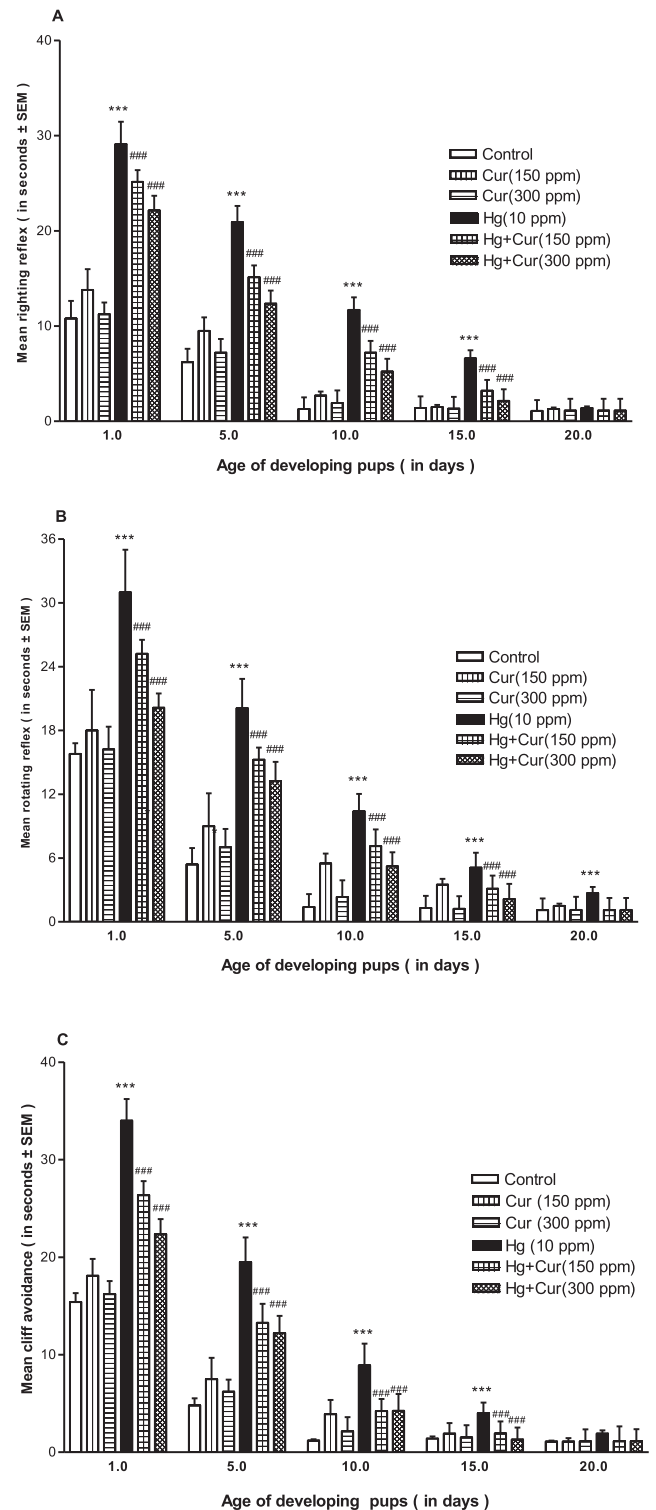 A
Mean righting reflex ( in seconds ± SEM )
40
30
20
10
0
***
###
###
***
###
###
***
###
###
***
###
###
Control
Cur(150 ppm)
Cur(300 ppm)
Hg(10 ppm)
Hg+Cur(150 ppm)
Hg+Cur(300 ppm)
1.0 5.0 10.0 15.0 20.0
Age of developing pups ( in days )
B
Mean rotating reflex ( in seconds ± SEM )
36
30
24
18
12
6
0
***
###
###
***
###
###
***
###
###
***
###
###
***
Control
Cur(150 ppm)
Cur(300 ppm)
Hg(10 ppm)
Hg+Cur(150 ppm)
Hg+Cur(300 ppm)
1.0 5.0 10.0 15.0 20.0
Age of developing pups ( in days )
C
Mean cliff avoidance ( in seconds ± SEM )
40
30
20
10
0
***
###
###
***
###
###
***
###
###
***
###
###
Control
Cur (150 ppm)
Cur (300 ppm)
Hg (10 ppm)
Hg+Cur(150 ppm)
Hg+Cur(300 ppm)
1.0 5.0 10.0 15.0 20.0
Age of developing pups ( in days )